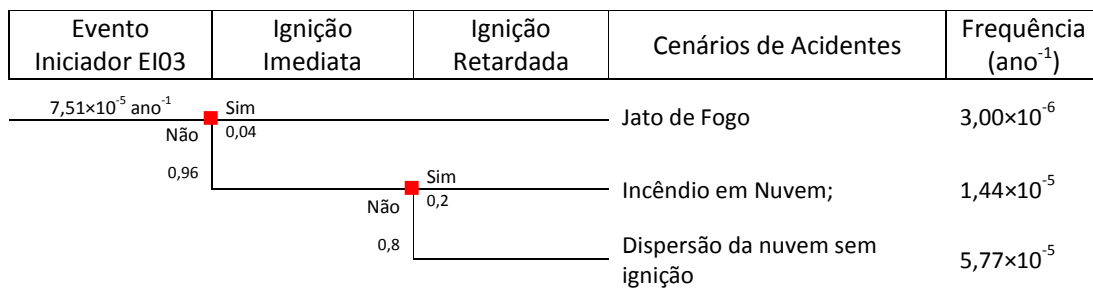 Evento
Iniciador EI03
Ignição
Imediata
Ignição
Retardada
Cenários de Acidentes
Frequência
(ano⁻¹)
7,51×10⁻⁵ ano⁻¹
Sim
Não
0,04
0,96
Jato de Fogo
3,00×10⁻⁶
Sim
Não
0,2
0,8
Incêndio em Nuvem;
1,44×10⁻⁵
Dispersão da nuvem sem
ignição
5,77×10⁻⁵